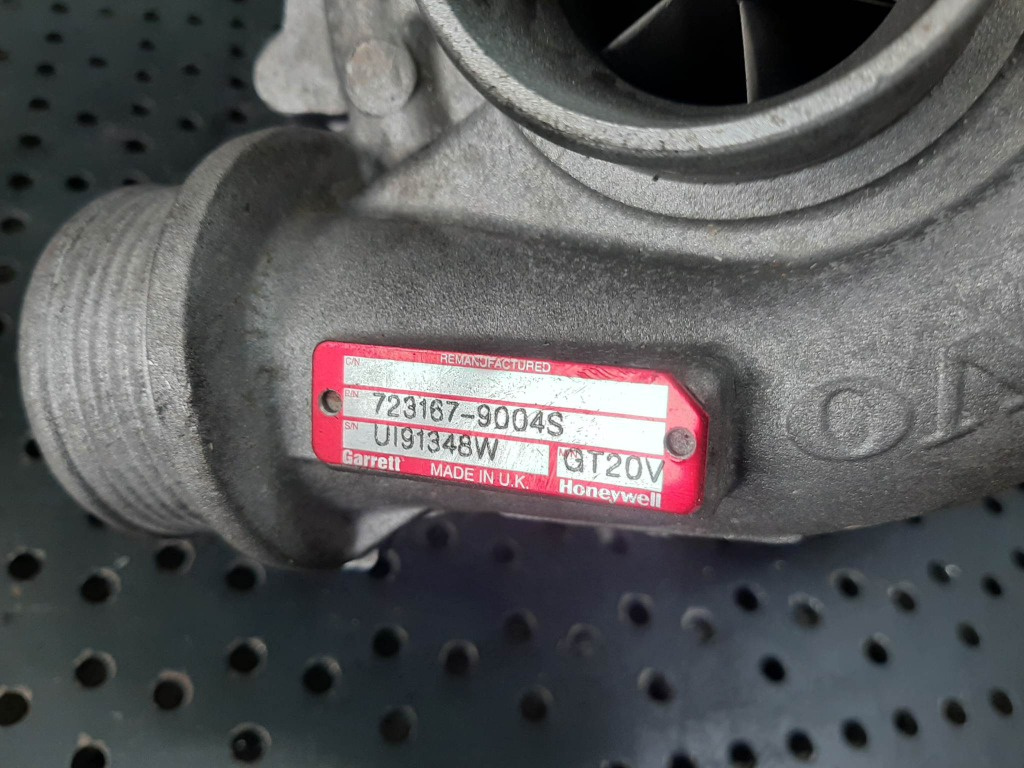 C/N REMANUFACTURED
P/N 723167-9004S
S/N UI91348W
M/N GT20V
Garrett MADE IN U.K. Honeywell